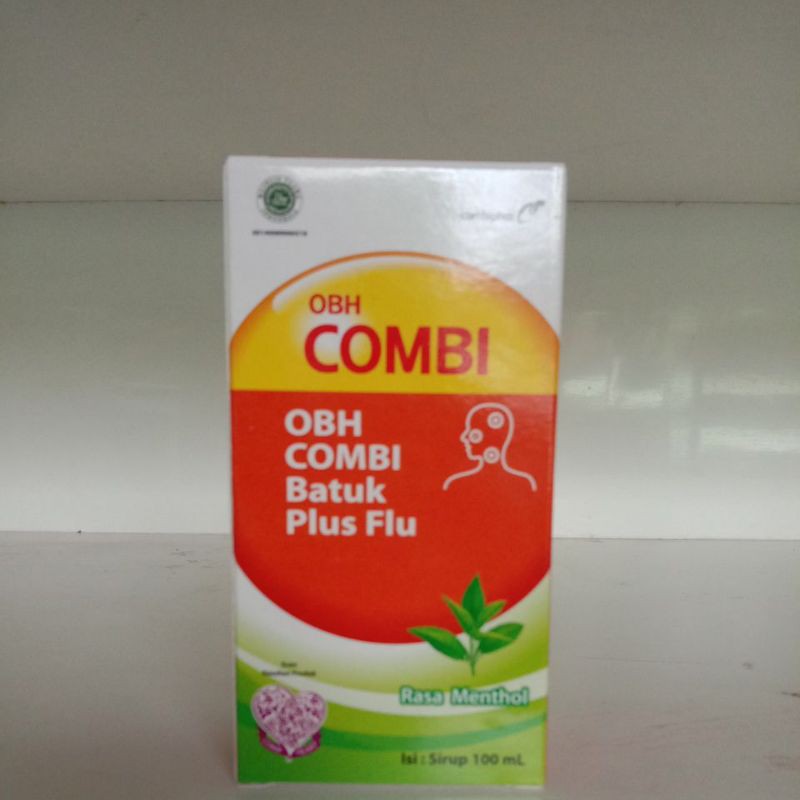 OBH
COMBI
OBH
COMBI
Batuk
Plus Flu
Rasa Menthol
Isi : Sirup 100 mL